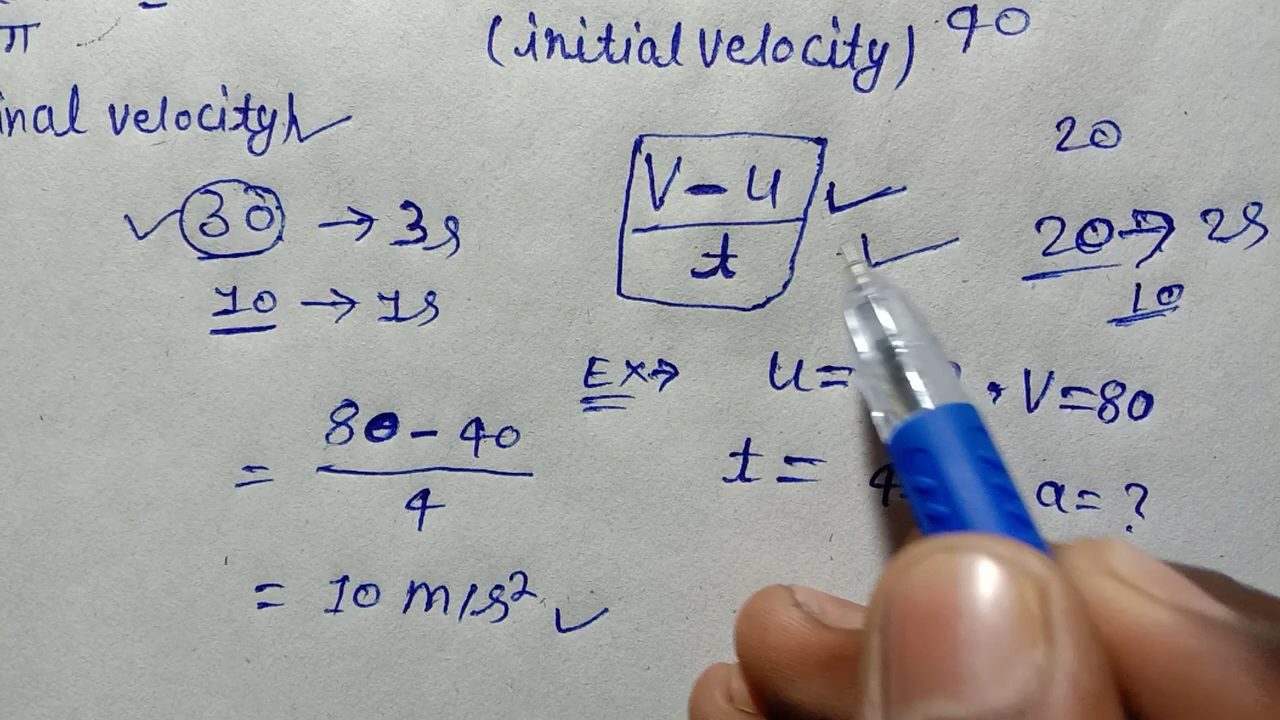 (initial velocity) 40
inal velocity
20
30 → 3s
V - u
t
20 → 2s
10 → 1s
10
Ex → u= , V=80
= 80 - 40
4
t = 4 a = ?
= 10 m/s²